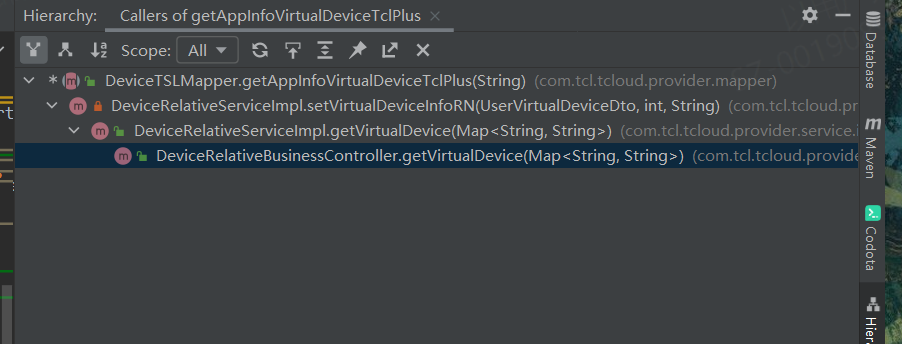 Hierarchy: Callers of getAppInfoVirtualDeviceTclPlus
Scope: All
DeviceTSLMapper.getAppInfoVirtualDeviceTclPlus(String) (com.tcl.tcloud.provider.mapper)
DeviceRelativeServiceImpl.setVirtualDeviceInfoRN(UserVirtualDeviceDto, int, String) (com.tcl.tcloud.pr
DeviceRelativeServiceImpl.getVirtualDevice(Map<String, String>) (com.tcl.tcloud.provider.service.i
DeviceRelativeBusinessController.getVirtualDevice(Map<String, String>) (com.tcl.tcloud.provide
Database
Maven
Codota
Hiera